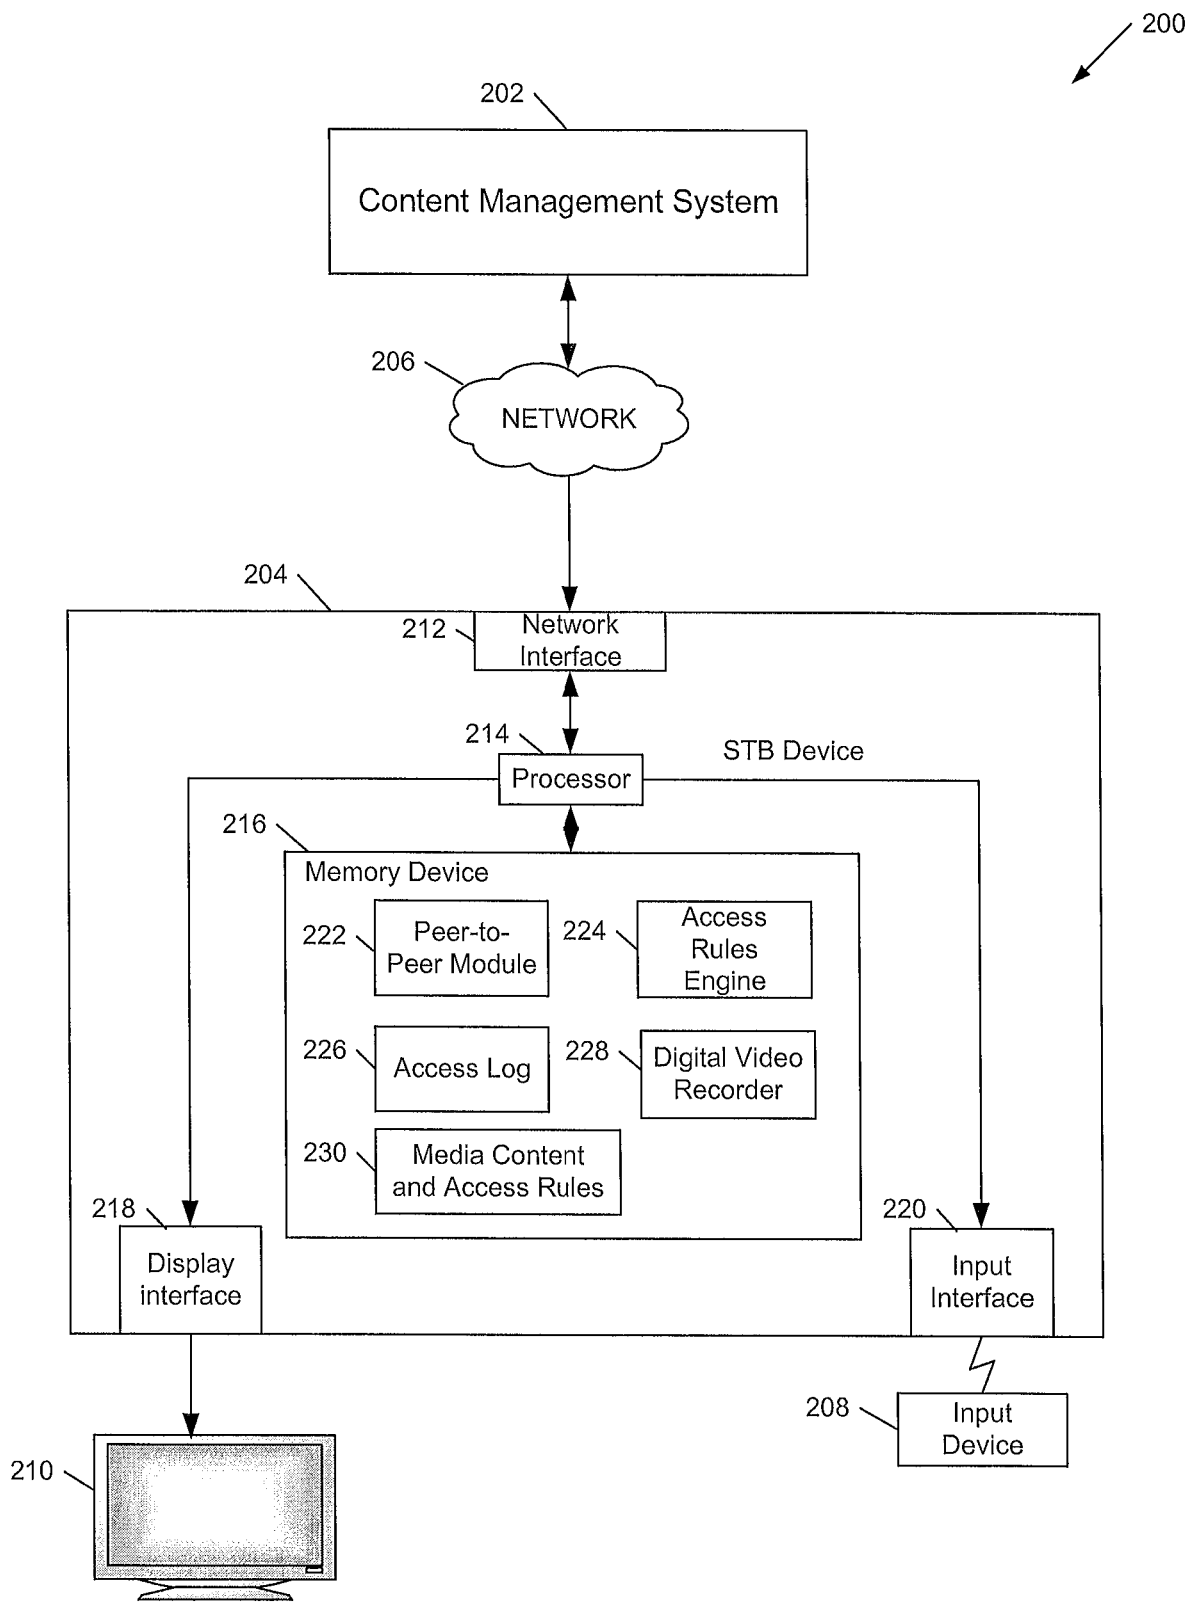 200
202
Content Management System
206
NETWORK
204
212
Network
Interface
214
Processor
STB Device
216
Memory Device
222
Peer-to-
Peer Module
224
Access
Rules
Engine
226
Access Log
228
Digital Video
Recorder
230
Media Content
and Access Rules
218
Display
interface
220
Input
Interface
208
Input
Device
210